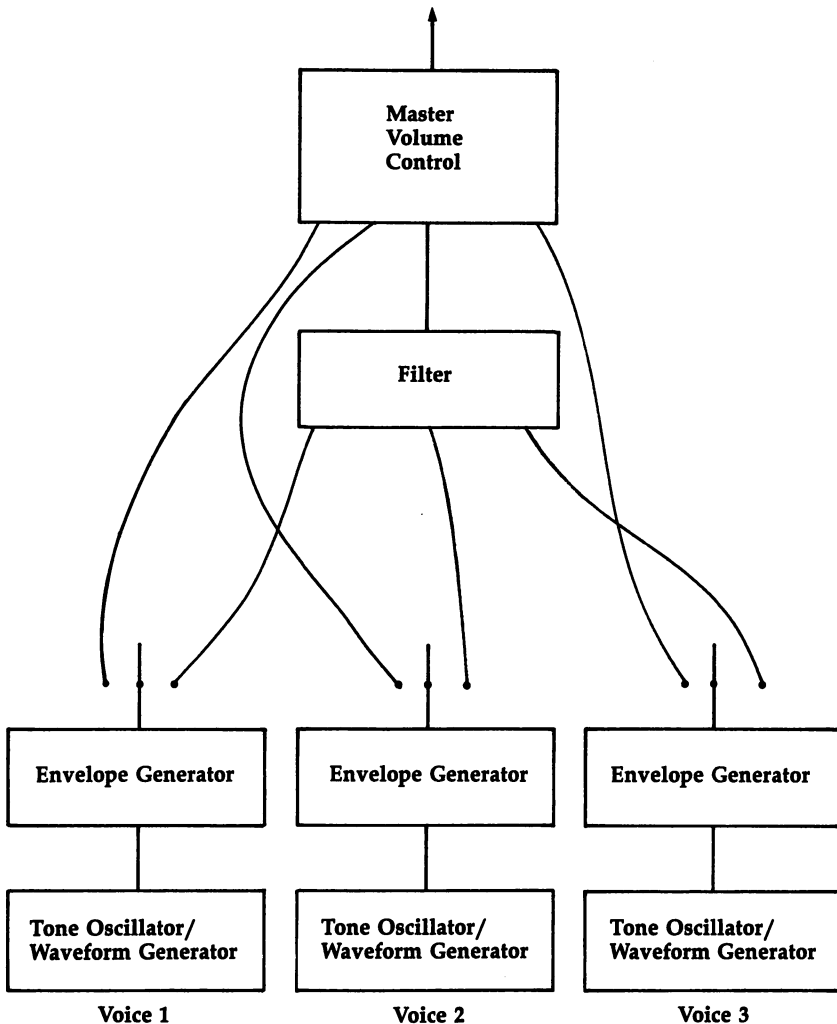 Master
Volume
Control
Filter
Envelope Generator
Envelope Generator
Envelope Generator
Tone Oscillator/
Waveform Generator
Tone Oscillator/
Waveform Generator
Tone Oscillator/
Waveform Generator
Voice 1
Voice 2
Voice 3